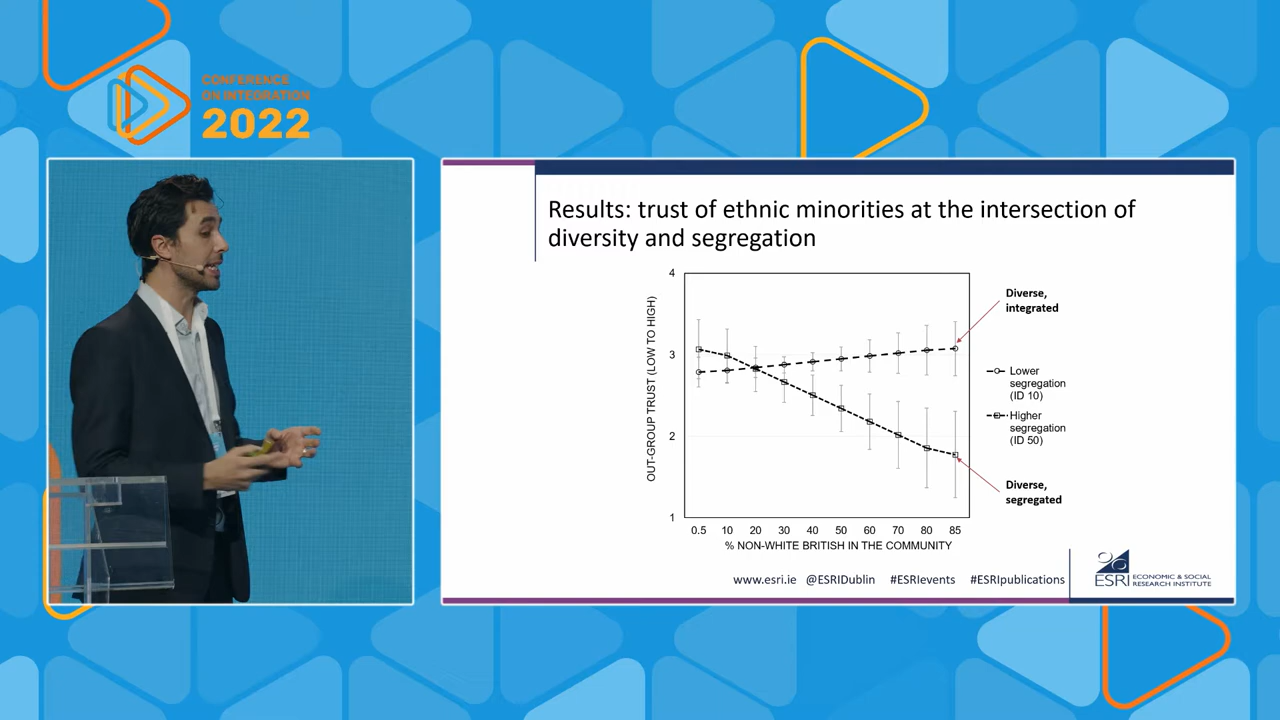 CONFERENCE
ON INTEGRATION
2022
Results: trust of ethnic minorities at the intersection of
diversity and segregation
OUT-GROUP TRUST (LOW TO HIGH)
4
3
2
1
0.5 10 20 30 40 50 60 70 80 85
% NON-WHITE BRITISH IN THE COMMUNITY
Diverse,
integrated
Lower
segregation
(ID 10)
Higher
segregation
(ID 50)
Diverse,
segregated
www.esri.ie @ESRIDublin #ESRIevents #ESRIpublications
ESRI ECONOMIC & SOCIAL
RESEARCH INSTITUTE